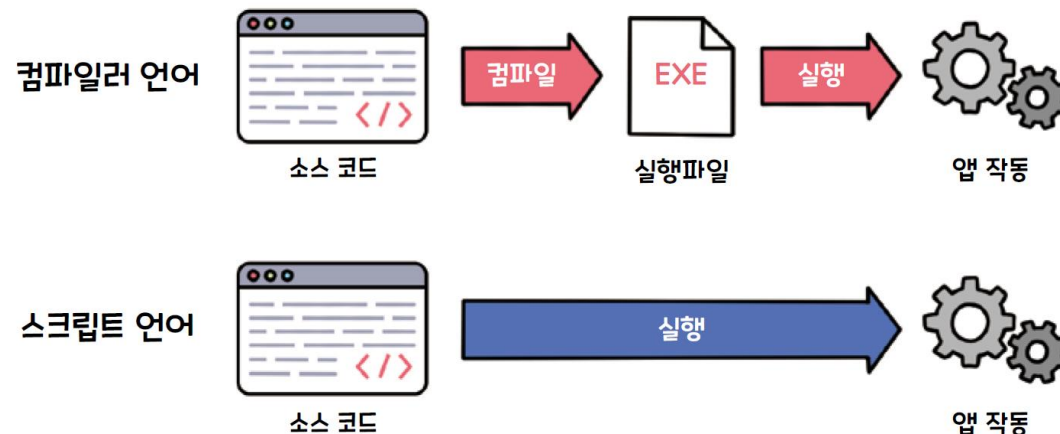 컴파일러 언어
</>
컴파일
EXE
실행
소스 코드
실행파일
앱 작동
스크립트 언어
</>
실행
소스 코드
앱 작동